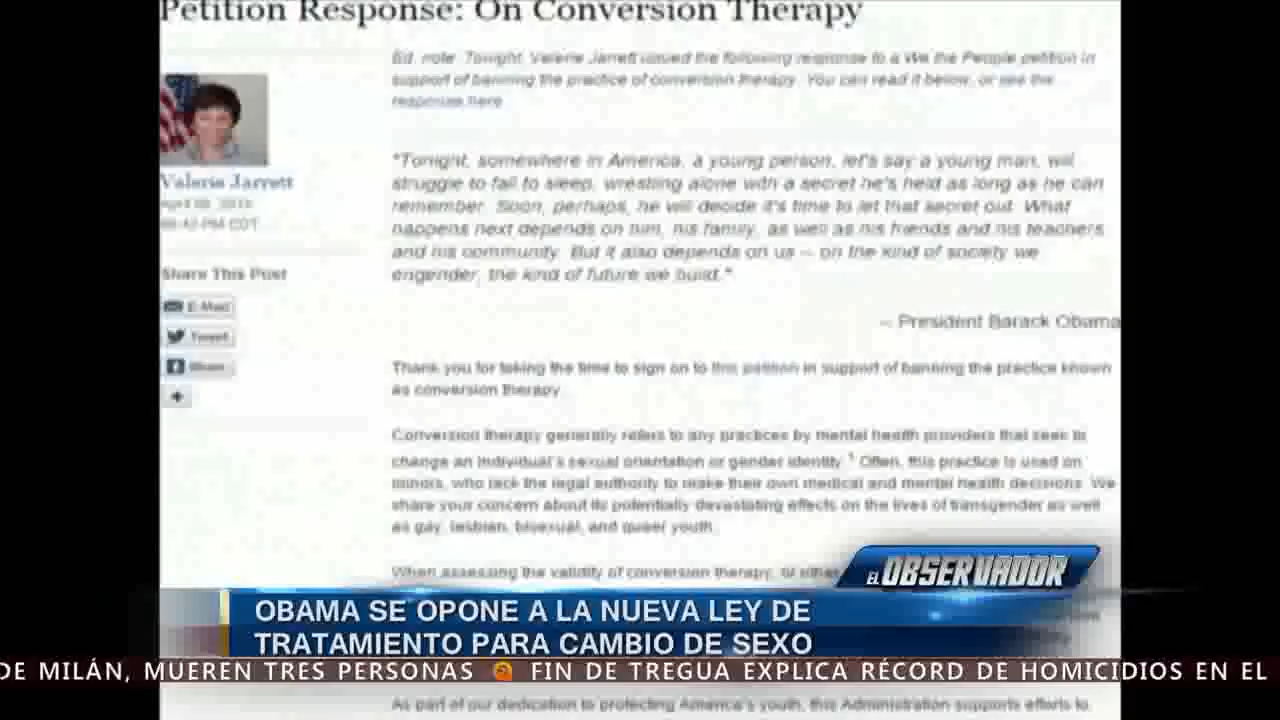 Petition Response: On Conversion Therapy
Ed. note: Tonight, Valerie Jarrett issued the following response to a We the People petition in
support of banning the practice of conversion therapy. You can read it below, or see the
response here.
"Tonight, somewhere in America, a young person, let's say a young man, will
struggle to fall to sleep, wrestling alone with a secret he's held as long as he can
remember. Soon, perhaps, he will decide it's time to let that secret out. What
happens next depends on him, his family, as well as his friends and his teachers
and his community. But it also depends on us -- on the kind of society we
engender, the kind of future we build."
-- President Barack Obama
Valerie Jarrett
April
PM CDT
Share This Post
E-Mail
Tweet
Share
+
Thank you for taking the time to sign on to this petition in support of banning the practice known
as conversion therapy.
Conversion therapy generally refers to any practices by mental health providers that seek to
change an individual's sexual orientation or gender identity.1 Often, this practice is used on
minors, who lack the legal authority to make their own medical and mental health decisions. We
share your concern about its potentially devastating effects on the lives of transgender as well
as gay, lesbian, bisexual, and queer youth.
When assessing the validity of conversion therapy, or other
EL OBSERVADOR
OBAMA SE OPONE A LA NUEVA LEY DE
TRATAMIENTO PARA CAMBIO DE SEXO
DE MILÁN, MUEREN TRES PERSONAS FIN DE TREGUA EXPLICA RÉCORD DE HOMICIDIOS EN EL
As part of our dedication to protecting America's youth, this Administration supports efforts to